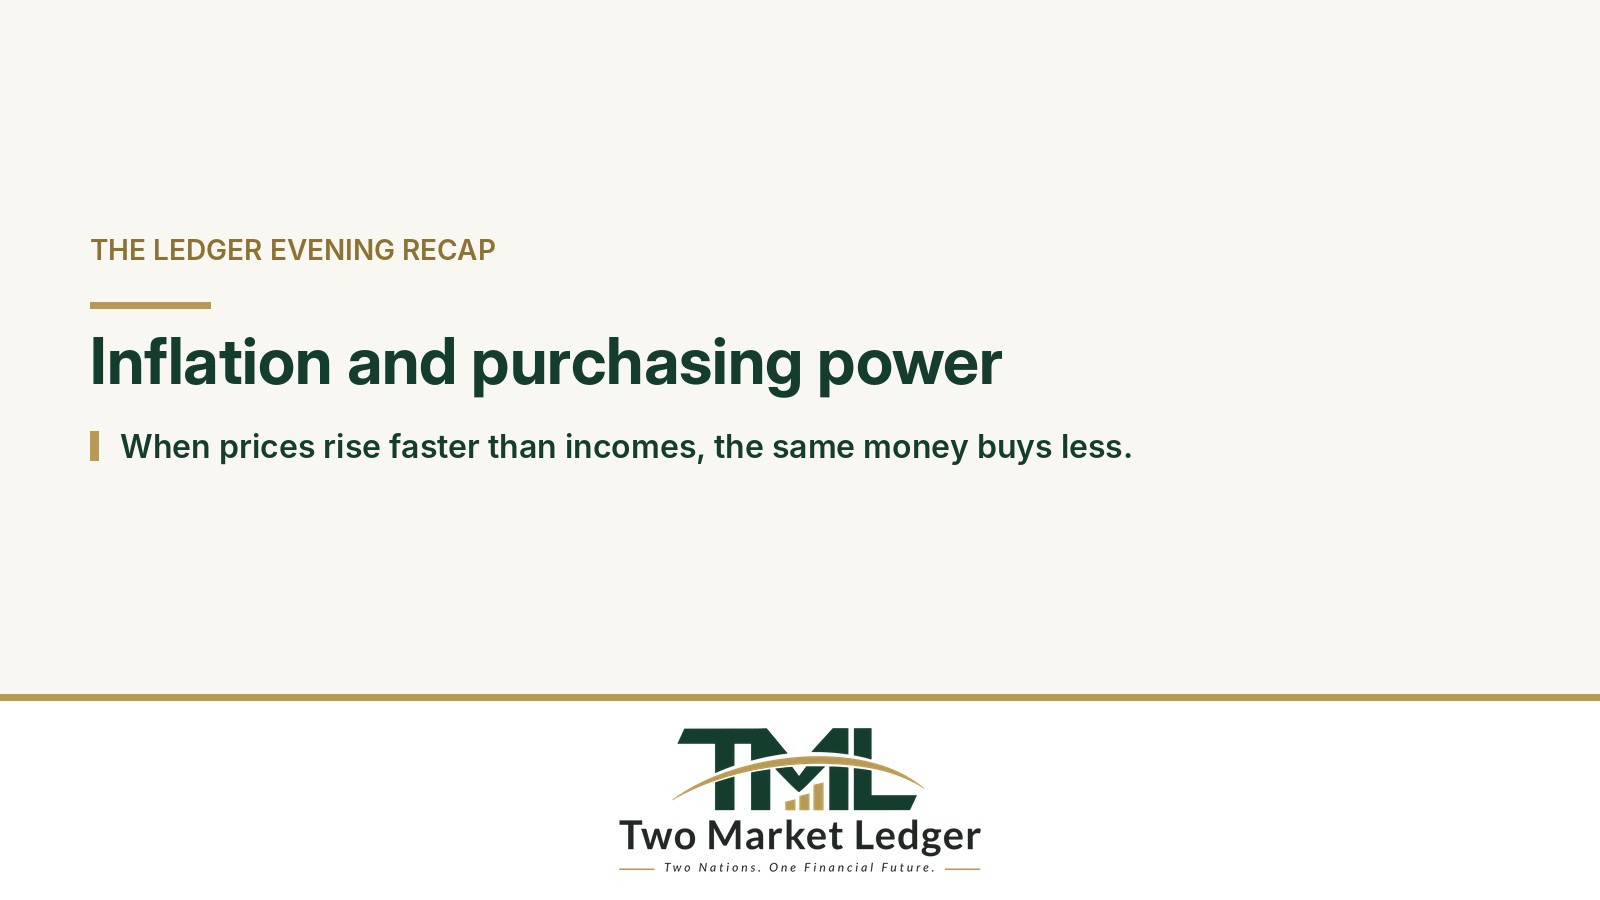 THE LEDGER EVENING RECAP
Inflation and purchasing power
When prices rise faster than incomes, the same money buys less.
TML
Two Market Ledger
Two Nations. One Financial Future.